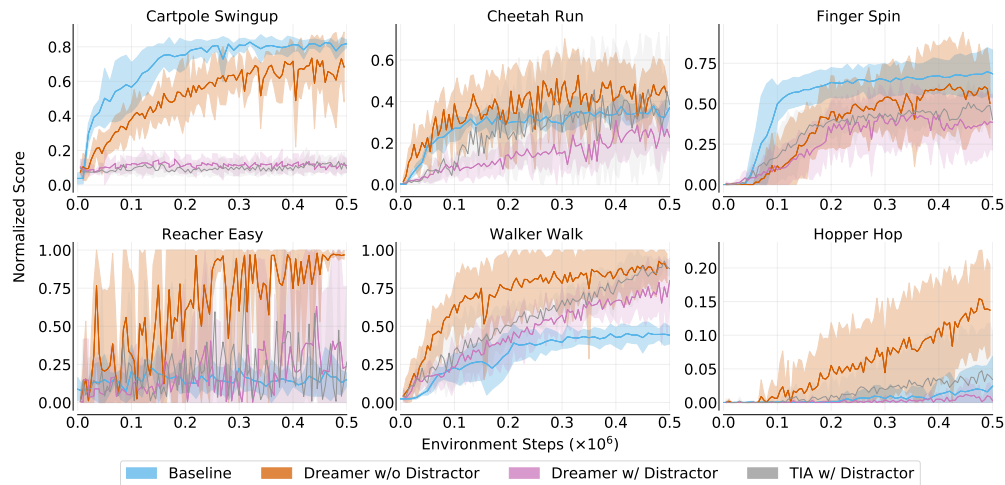 Cartpole Swingup
Cheetah Run
Finger Spin
0.8
0.6
0.4
0.2
0.0
0.0 0.1 0.2 0.3 0.4 0.5
0.6
0.4
0.2
0.0
0.0 0.1 0.2 0.3 0.4 0.5
0.75
0.50
0.25
0.00
0.0 0.1 0.2 0.3 0.4 0.5
Normalized Score
Reacher Easy
Walker Walk
Hopper Hop
1.00
0.75
0.50
0.25
0.00
0.0 0.1 0.2 0.3 0.4 0.5
1.00
0.75
0.50
0.25
0.00
0.0 0.1 0.2 0.3 0.4 0.5
0.20
0.15
0.10
0.05
0.00
0.0 0.1 0.2 0.3 0.4 0.5
Environment Steps (×10⁶)
Baseline Dreamer w/o Distractor Dreamer w/ Distractor TIA w/ Distractor